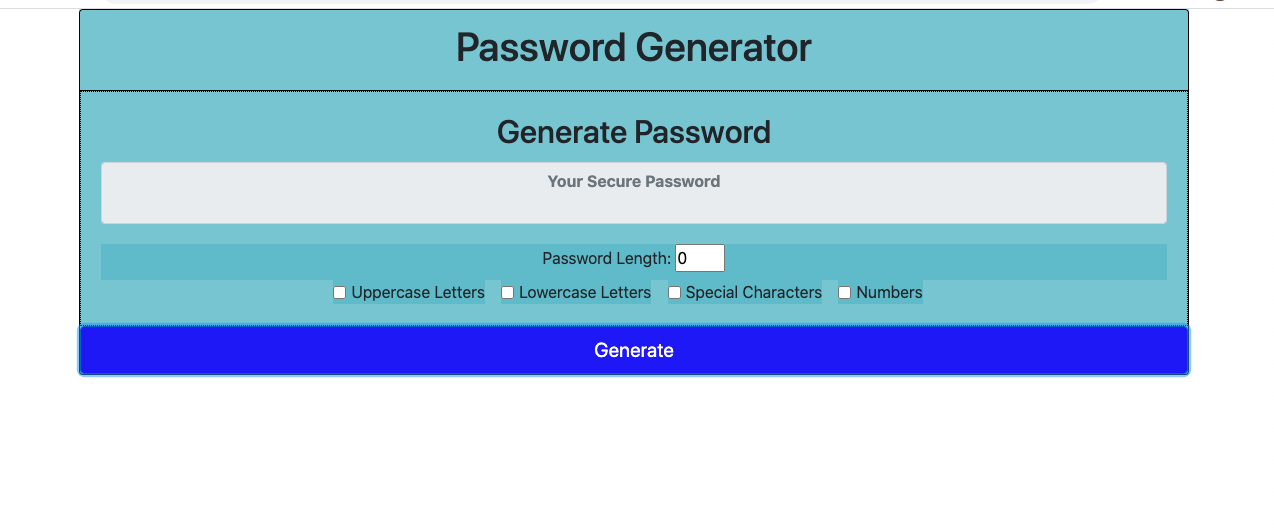 Password Generator
Generate Password
Your Secure Password
Password Length: 0
Uppercase Letters Lowercase Letters Special Characters Numbers
Generate